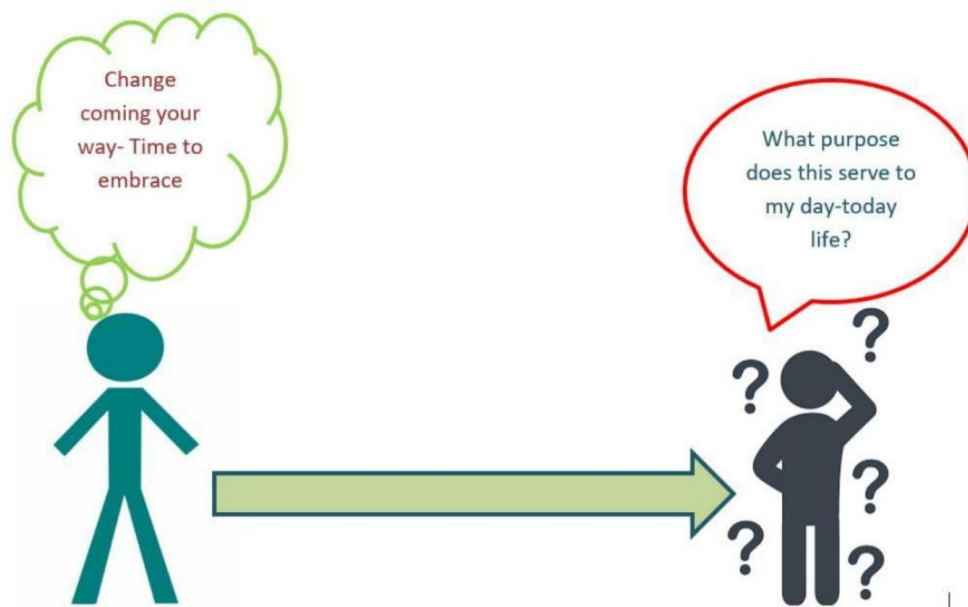 Change
coming your
way- Time to
embrace
What purpose
does this serve to
my day-today
life?
? ? ? ? ?